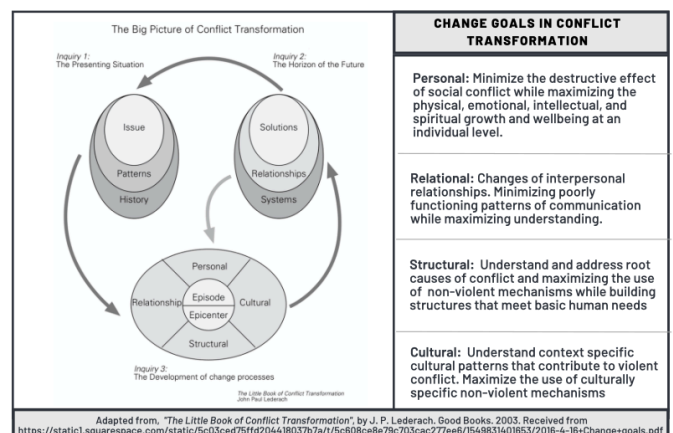 The Big Picture of Conflict Transformation
Inquiry 1:
The Presenting Situation
Inquiry 2:
The Horizon of the Future
Issue
Patterns
History
Solutions
Relationships
Systems
Personal
Relationship
Episode
Epicenter
Cultural
Structural
Inquiry 3:
The Development of change processes
The Little Book of Conflict Transformation
John Paul Lederach
CHANGE GOALS IN CONFLICT
TRANSFORMATION
Personal: Minimize the destructive effect
of social conflict while maximizing the
physical, emotional, intellectual, and
spiritual growth and wellbeing at an
individual level.
Relational: Changes of interpersonal
relationships. Minimizing poorly
functioning patterns of communication
while maximizing understanding.
Structural: Understand and address root
causes of conflict and maximizing the use
of non-violent mechanisms while building
structures that meet basic human needs
Cultural: Understand context specific
cultural patterns that contribute to violent
conflict. Maximize the use of culturally
specific non-violent mechanisms
Adapted from, "The Little Book of Conflict Transformation", by J. P. Lederach. Good Books. 2003. Received from